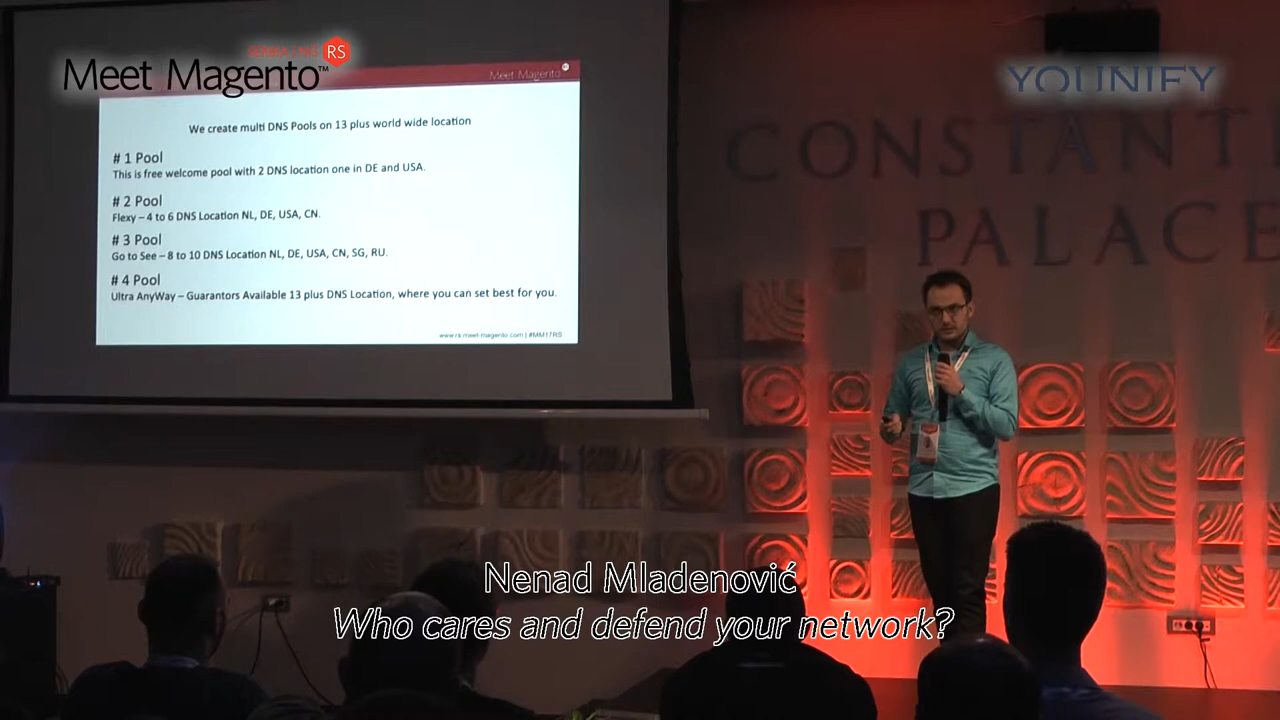 SERBIA | NIŠ RS
Meet Magento™
YOUNIFY
Meet Magento
We create multi DNS Pools on 13 plus world wide location
# 1 Pool
This is free welcome pool with 2 DNS location one in DE and USA.
# 2 Pool
Flexy – 4 to 6 DNS Location NL, DE, USA, CN.
# 3 Pool
Go to See – 8 to 10 DNS Location NL, DE, USA, CN, SG, RU.
# 4 Pool
Ultra AnyWay – Guarantors Available 13 plus DNS Location, where you can set best for you.
www.rs.meet-magento.com | #MM17RS
CONSTANT
PALACE
Nenad Mladenović
Who cares and defend your network?